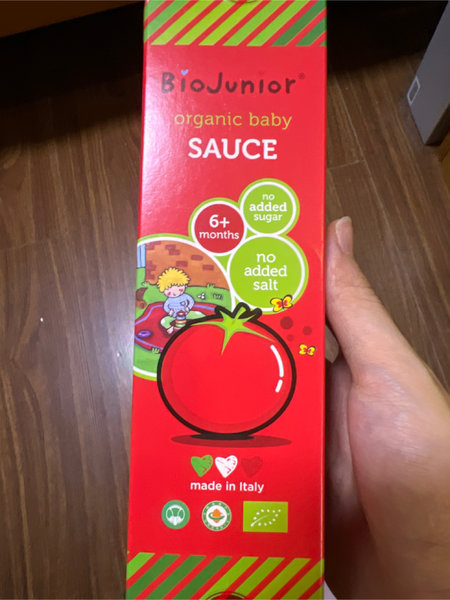 BioJunior®
organic baby
SAUCE
no
added
sugar
6+
months
no
added
salt
made in Italy